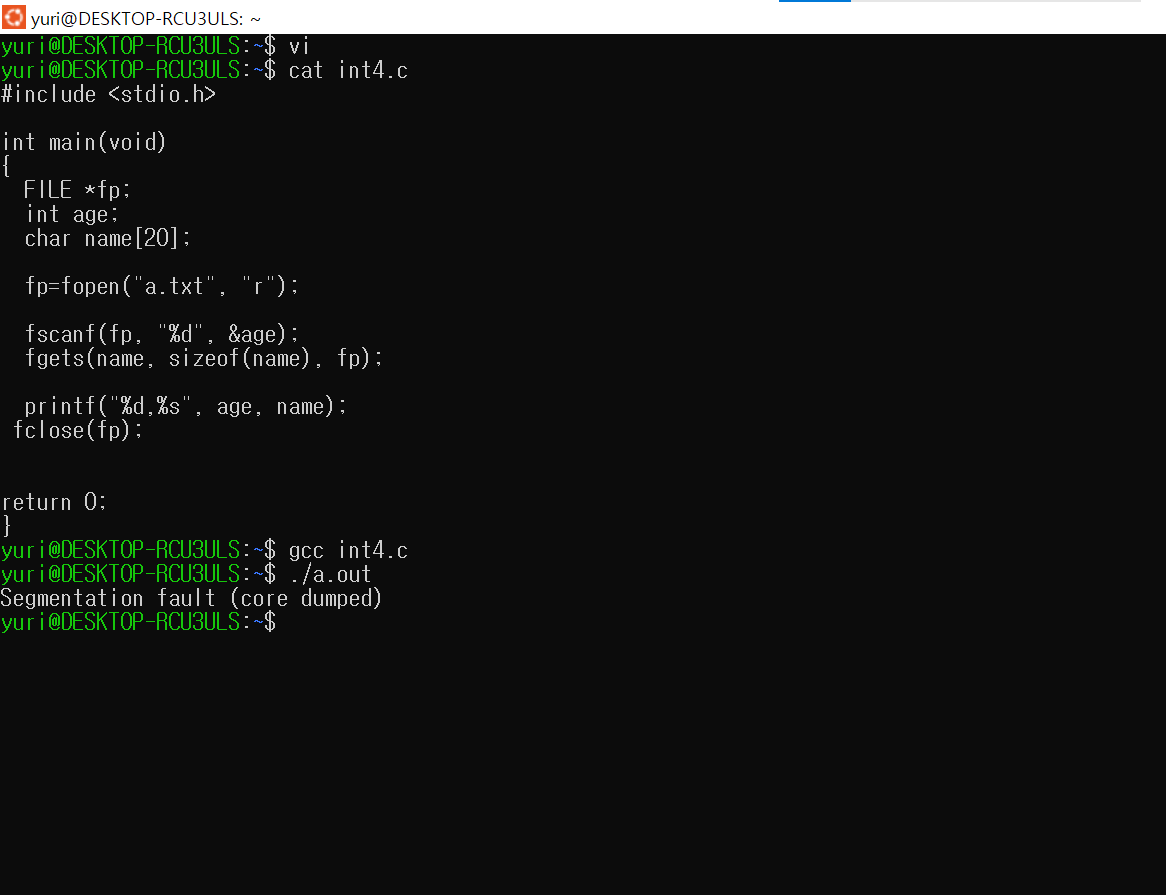 yuri@DESKTOP-RCU3ULS: ~
yuri@DESKTOP-RCU3ULS:~$ vi
yuri@DESKTOP-RCU3ULS:~$ cat int4.c
#include <stdio.h>
int main(void)
{
  FILE *fp;
  int age;
  char name[20];
  fp=fopen("a.txt", "r");
  fscanf(fp, "%d", &age);
  fgets(name, sizeof(name), fp);
  printf("%d,%s", age, name);
 fclose(fp);
return 0;
}
yuri@DESKTOP-RCU3ULS:~$ gcc int4.c
yuri@DESKTOP-RCU3ULS:~$ ./a.out
Segmentation fault (core dumped)
yuri@DESKTOP-RCU3ULS:~$